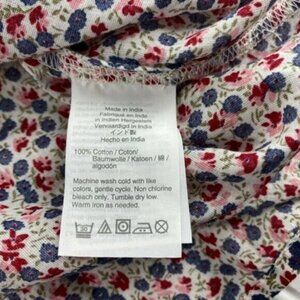 Made in India
Fabriqué en Inde
in Indien Hergestellt
Vervaardigd in India
インド製
Hecho en India
100% Cotton / Coton/
Baumwolle / Katoen / 綿 /
algodón
Machine wash cold with like
colors, gentle cycle. Non chlorine
bleach only. Tumble dry low.
Warm iron as needed.